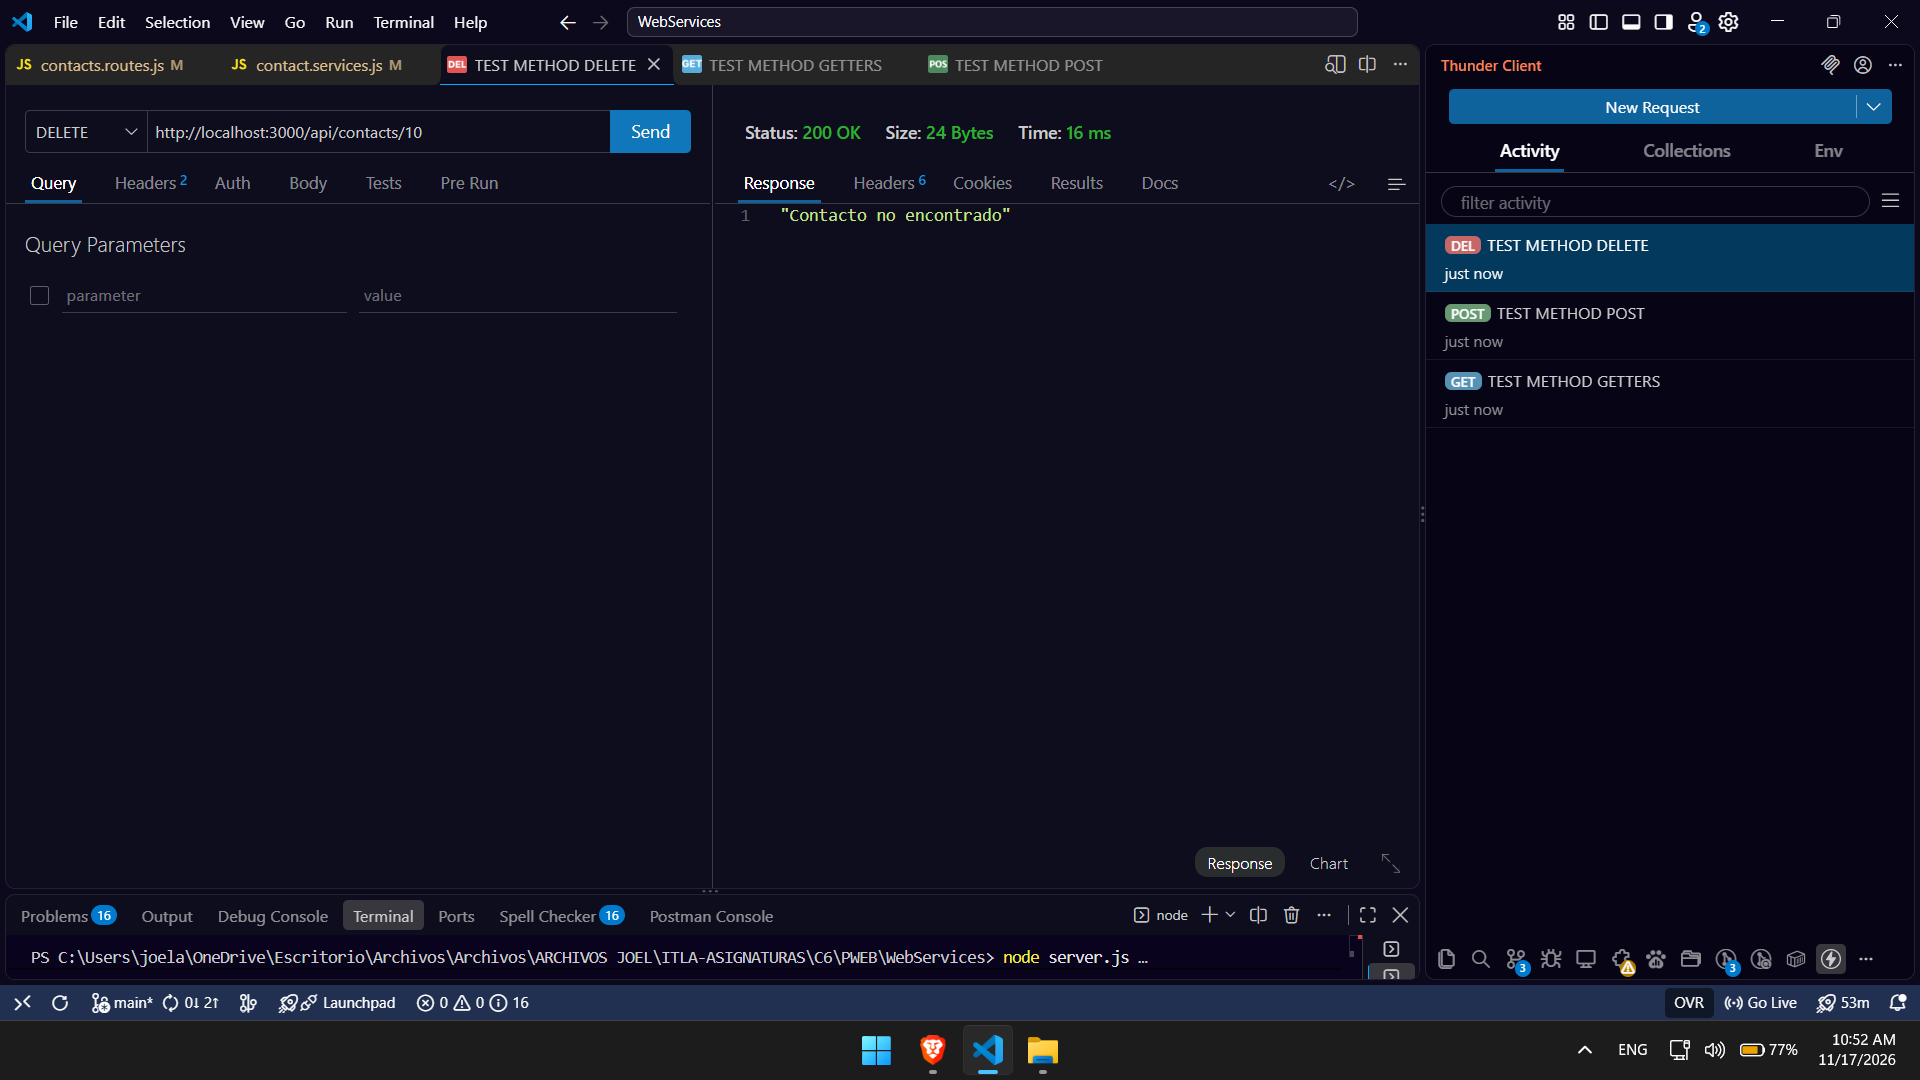 File Edit Selection View Go Run Terminal Help
WebServices
2
JS contacts.routes.js M
JS contact.services.js M
DEL TEST METHOD DELETE
GET TEST METHOD GETTERS
POS TEST METHOD POST
DELETE
http://localhost:3000/api/contacts/10
Send
Query
Headers 2
Auth
Body
Tests
Pre Run
Query Parameters
parameter
value
Status: 200 OK Size: 24 Bytes Time: 16 ms
Response
Headers 6
Cookies
Results
Docs
</>
1 "Contacto no encontrado"
Response
Chart
Thunder Client
New Request
Activity
Collections
Env
filter activity
DEL TEST METHOD DELETE
just now
POST TEST METHOD POST
just now
GET TEST METHOD GETTERS
just now
Problems 16
Output
Debug Console
Terminal
Ports
Spell Checker 16
Postman Console
node
PS C:\Users\joela\OneDrive\Escritorio\Archivos\Archivos\ARCHIVOS JOEL\ITLA-ASIGNATURAS\C6\PWEB\WebServices> node server.js …
3
3
main* 0↓ 2↑
Launchpad
0 0 16
OVR
Go Live
53m
ENG
77%
10:52 AM
11/17/2026